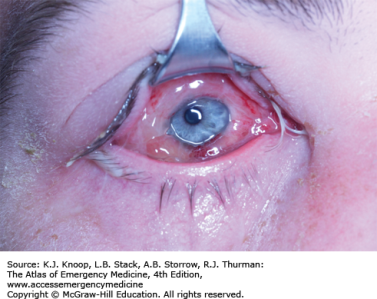 Source: K.J. Knoop, L.B. Stack, A.B. Storrow, R.J. Thurman:
The Atlas of Emergency Medicine, 4th Edition,
www.accessemergencymedicine
Copyright © McGraw-Hill Education. All rights reserved.